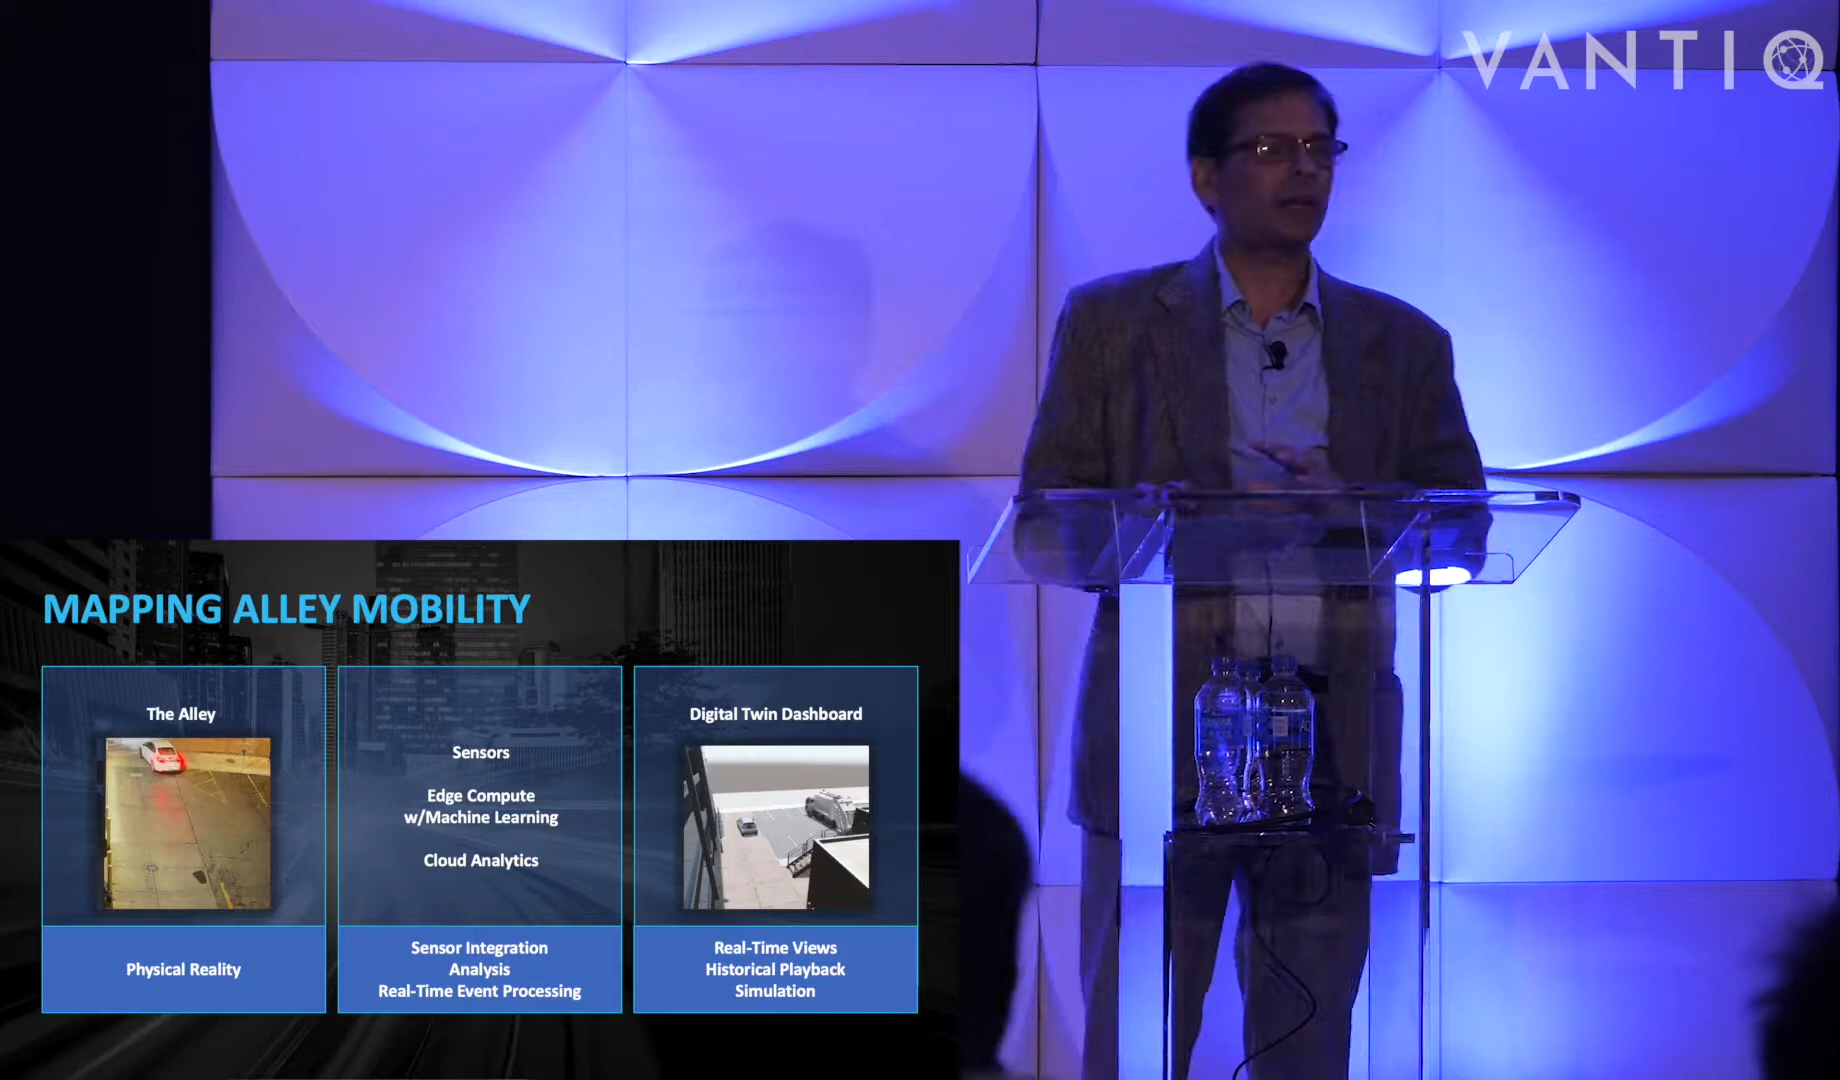 VANTIQ
MAPPING ALLEY MOBILITY
The Alley
Physical Reality
Sensors
Edge Compute
w/Machine Learning
Cloud Analytics
Sensor Integration
Analysis
Real-Time Event Processing
Digital Twin Dashboard
Real-Time Views
Historical Playback
Simulation